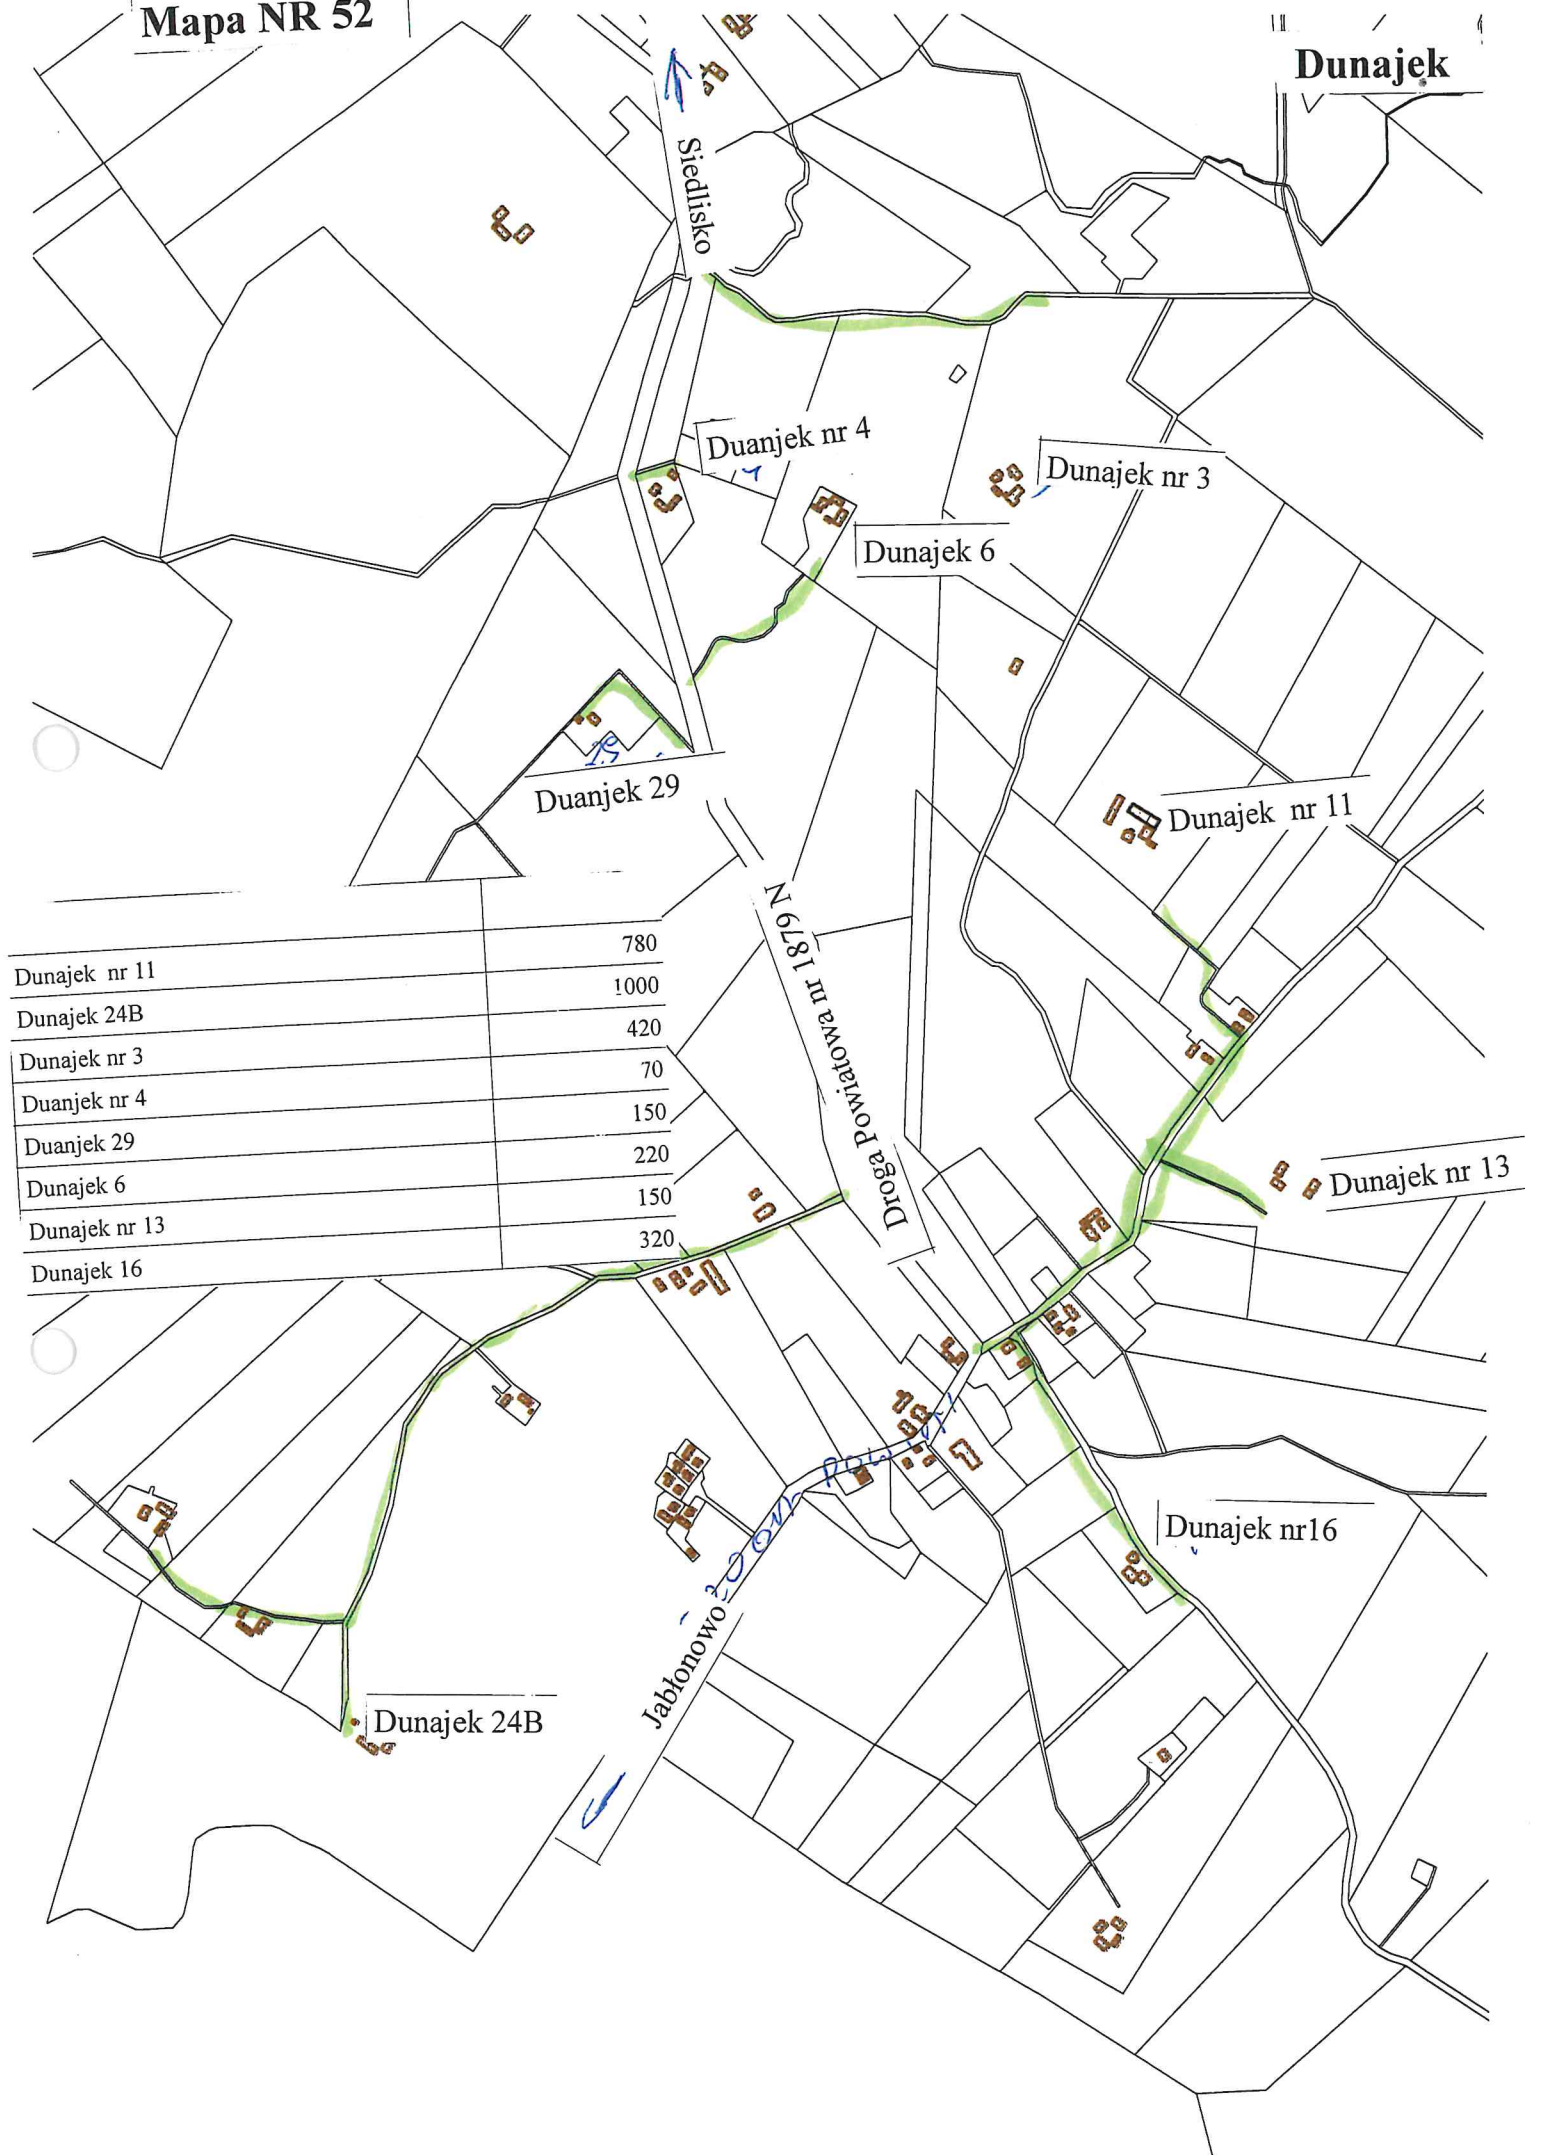 Mapa NR 52
Dunajek
Siedlisko
Duanjek nr 4
Dunajek nr 3
Dunajek 6
Duanjek 29
Dunajek nr 11
Droga Powiatowa nr 1879 N
Dunajek nr 11 780
Dunajek 24B 1000
Dunajek nr 3 420
Duanjek nr 4 70
Duanjek 29 150
Dunajek 6 220
Dunajek nr 13 150
Dunajek 16 320
Dunajek nr 13
Dunajek nr16
Dunajek 24B
Jabłonowo